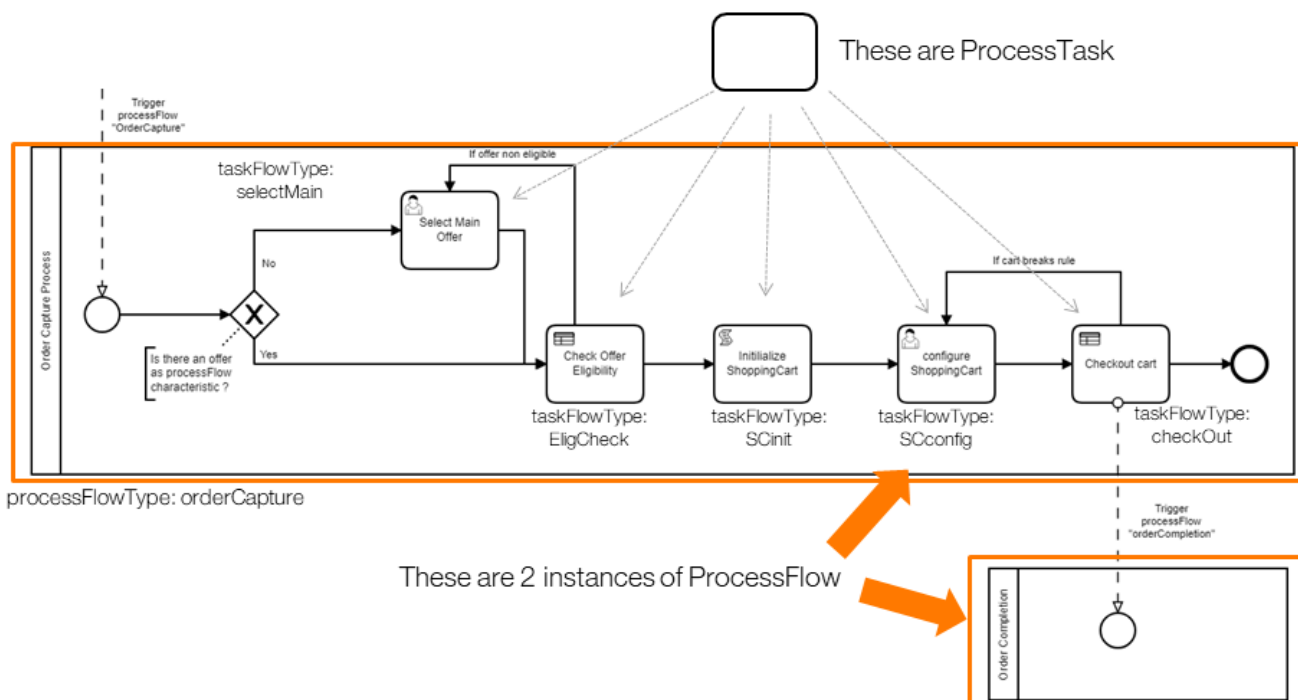 These are ProcessTask
Trigger
processFlow
"OrderCapture"
If offer non eligible
taskFlowType:
selectMain
Select Main
Offer
No
If cart breaks rule
Order Capture Process
X
Is there an offer
as processFlow
characteristic ?
Yes
Check Offer
Eligibility
Initilialize
ShoppingCart
configure
ShoppingCart
Checkout cart
taskFlowType:
EligCheck
taskFlowType:
SCinit
taskFlowType:
SCconfig
taskFlowType:
checkOut
processFlowType: orderCapture
Trigger
processFlow
"orderCompletion"
These are 2 instances of ProcessFlow
Order Completion